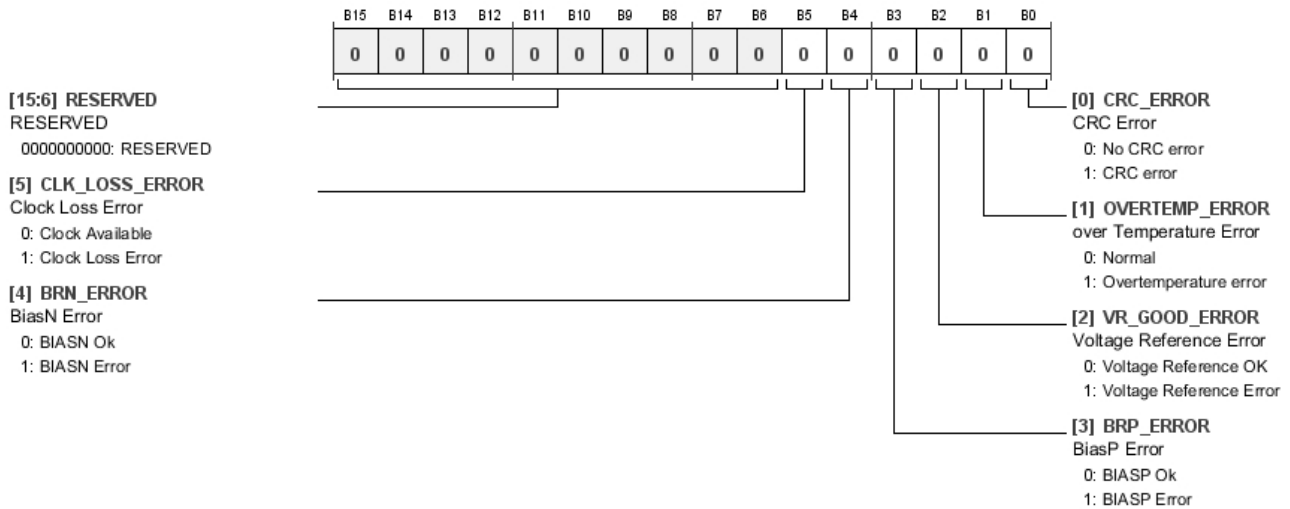 B15 B14 B13 B12 B11 B10 B9 B8 B7 B6 B5 B4 B3 B2 B1 B0
0 0 0 0 0 0 0 0 0 0 0 0 0 0 0 0
[15:6] RESERVED
RESERVED
0000000000: RESERVED
[5] CLK_LOSS_ERROR
Clock Loss Error
0: Clock Available
1: Clock Loss Error
[4] BRN_ERROR
BiasN Error
0: BIASN Ok
1: BIASN Error
[0] CRC_ERROR
CRC Error
0: No CRC error
1: CRC error
[1] OVERTEMP_ERROR
over Temperature Error
0: Normal
1: Overtemperature error
[2] VR_GOOD_ERROR
Voltage Reference Error
0: Voltage Reference OK
1: Voltage Reference Error
[3] BRP_ERROR
BiasP Error
0: BIASP Ok
1: BIASP Error